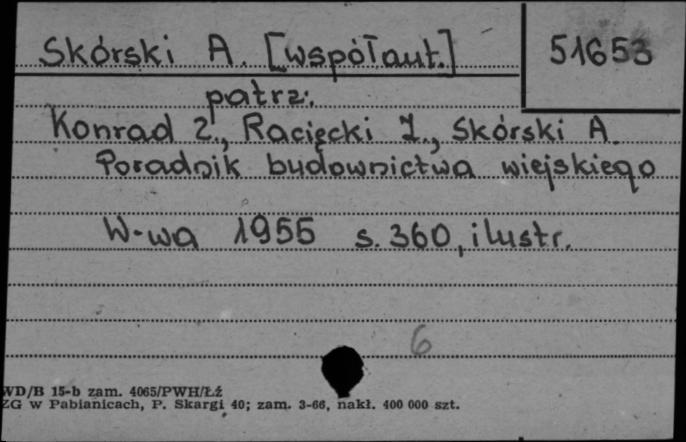 Skórski A. [współaut.] 51653
patrz:
Konrad Z., Racięcki Z., Skórski A.
Poradnik budownictwa wiejskiego
W-wa 1955 s. 360, ilustr.
6
WD/B 15-b zam. 4065/PWH/Łź
ZG w Pabianicach, P. Skargi 40; zam. 3-66, nakł. 400 000 szt.